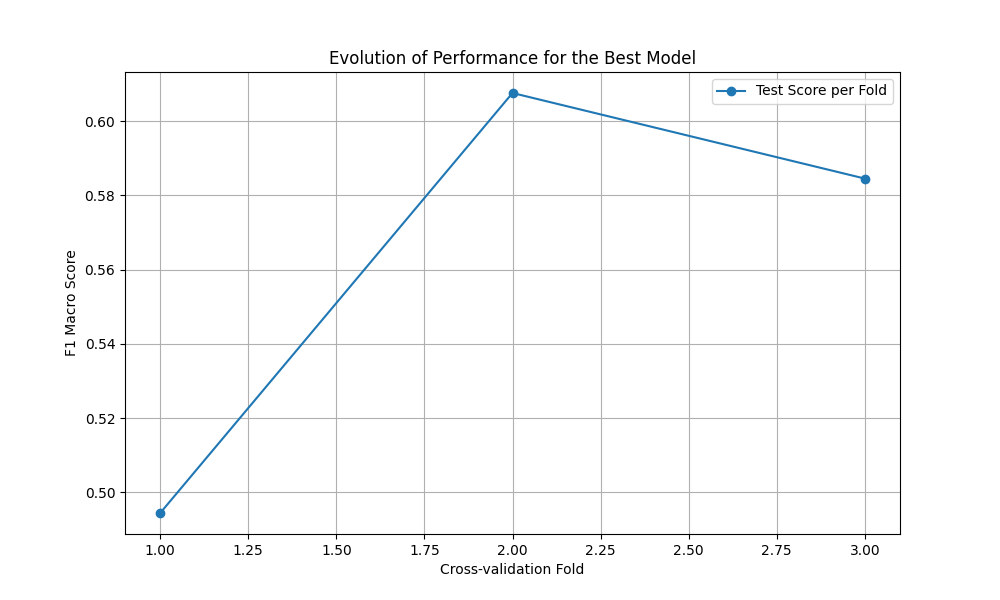 Evolution of Performance for the Best Model
Test Score per Fold
F1 Macro Score
0.60
0.58
0.56
0.54
0.52
0.50
1.00 1.25 1.50 1.75 2.00 2.25 2.50 2.75 3.00
Cross-validation Fold